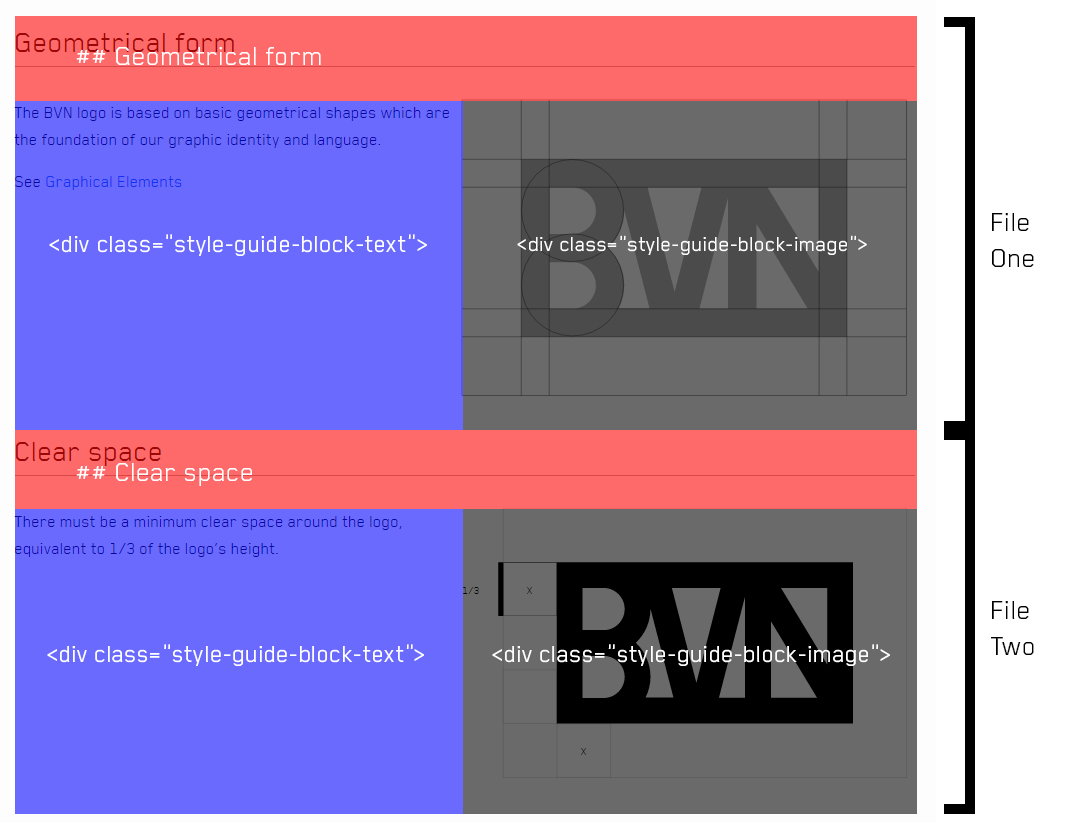 Geometrical form
## Geometrical form
The BVN logo is based on basic geometrical shapes which are
the foundation of our graphic identity and language.
See Graphical Elements
<div class="style-guide-block-text">
<div class="style-guide-block-image">
BVN
File
One
Clear space
## Clear space
There must be a minimum clear space around the logo,
equivalent to 1/3 of the logo's height.
1/3
X
BVN
<div class="style-guide-block-text">
<div class="style-guide-block-image">
X
File
Two